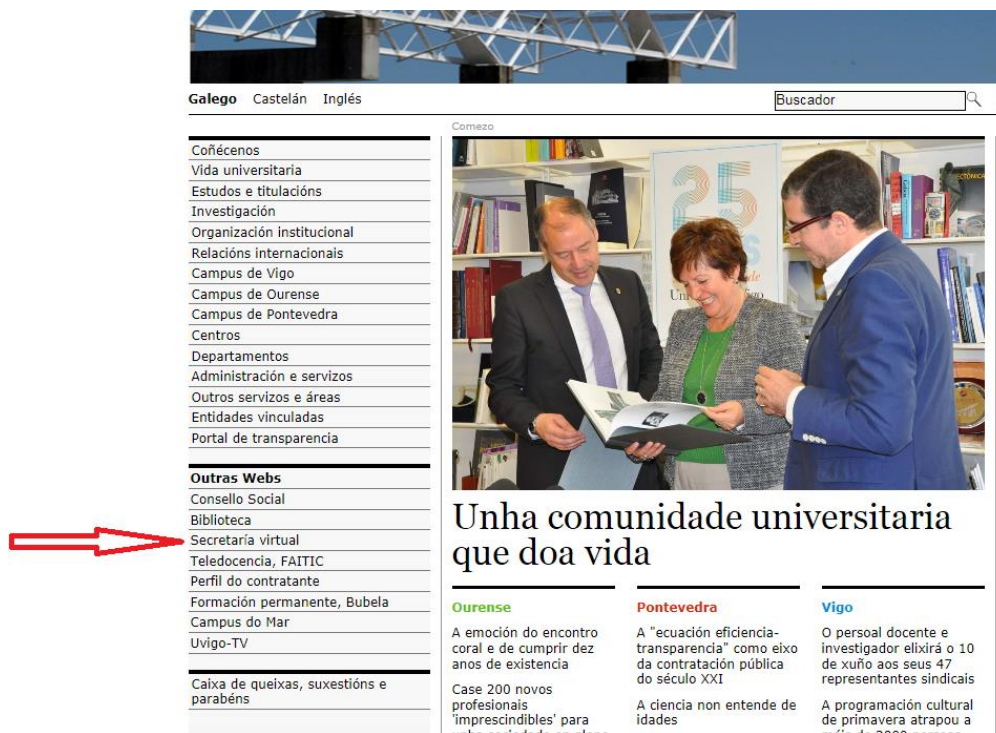 Galego Castelán Inglés
Buscador
Comezo
Coñécenos
Vida universitaria
Estudos e titulacións
Investigación
Organización institucional
Relacións internacionais
Campus de Vigo
Campus de Ourense
Campus de Pontevedra
Centros
Departamentos
Administración e servizos
Outros servizos e áreas
Entidades vinculadas
Portal de transparencia
Outras Webs
Consello Social
Biblioteca
Secretaría virtual
Teledocencia, FAITIC
Perfil do contratante
Formación permanente, Bubela
Campus do Mar
Uvigo-TV
Caixa de queixas, suxestións e
parabéns
25
Unha comunidade universitaria
que doa vida
Ourense
A emoción do encontro
coral e de cumprir dez
anos de existencia
Case 200 novos
profesionais
'imprescindibles' para
Pontevedra
A "ecuación eficiencia-
transparencia" como eixo
da contratación pública
do século XXI
A ciencia non entende de
idades
Vigo
O persoal docente e
investigador elixirá o 10
de xuño aos seus 47
representantes sindicais
A programación cultural
de primavera atrapou a